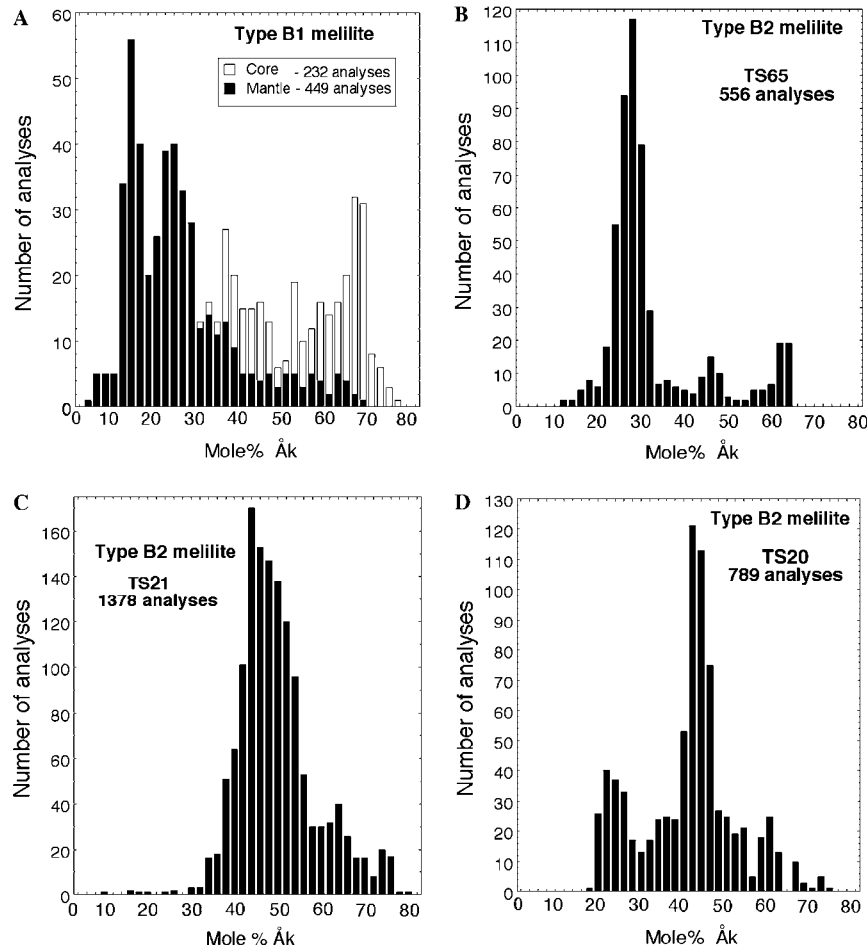 A
Type B1 melilite
Core - 232 analyses
Mantle - 449 analyses
60
50
40
30
20
10
0
Number of analyses
0 10 20 30 40 50 60 70 80
Mole% Åk
B
Type B2 melilite
TS65
556 analyses
120
110
100
90
80
70
60
50
40
30
20
10
0
Number of analyses
0 10 20 30 40 50 60 70 80
Mole% Åk
C
Type B2 melilite
TS21
1378 analyses
160
140
120
100
80
60
40
20
0
Number of analyses
0 10 20 30 40 50 60 70 80
Mole % Åk
D
Type B2 melilite
TS20
789 analyses
130
120
110
100
90
80
70
60
50
40
30
20
10
0
Number of analyses
0 10 20 30 40 50 60 70 80
Mole% Åk